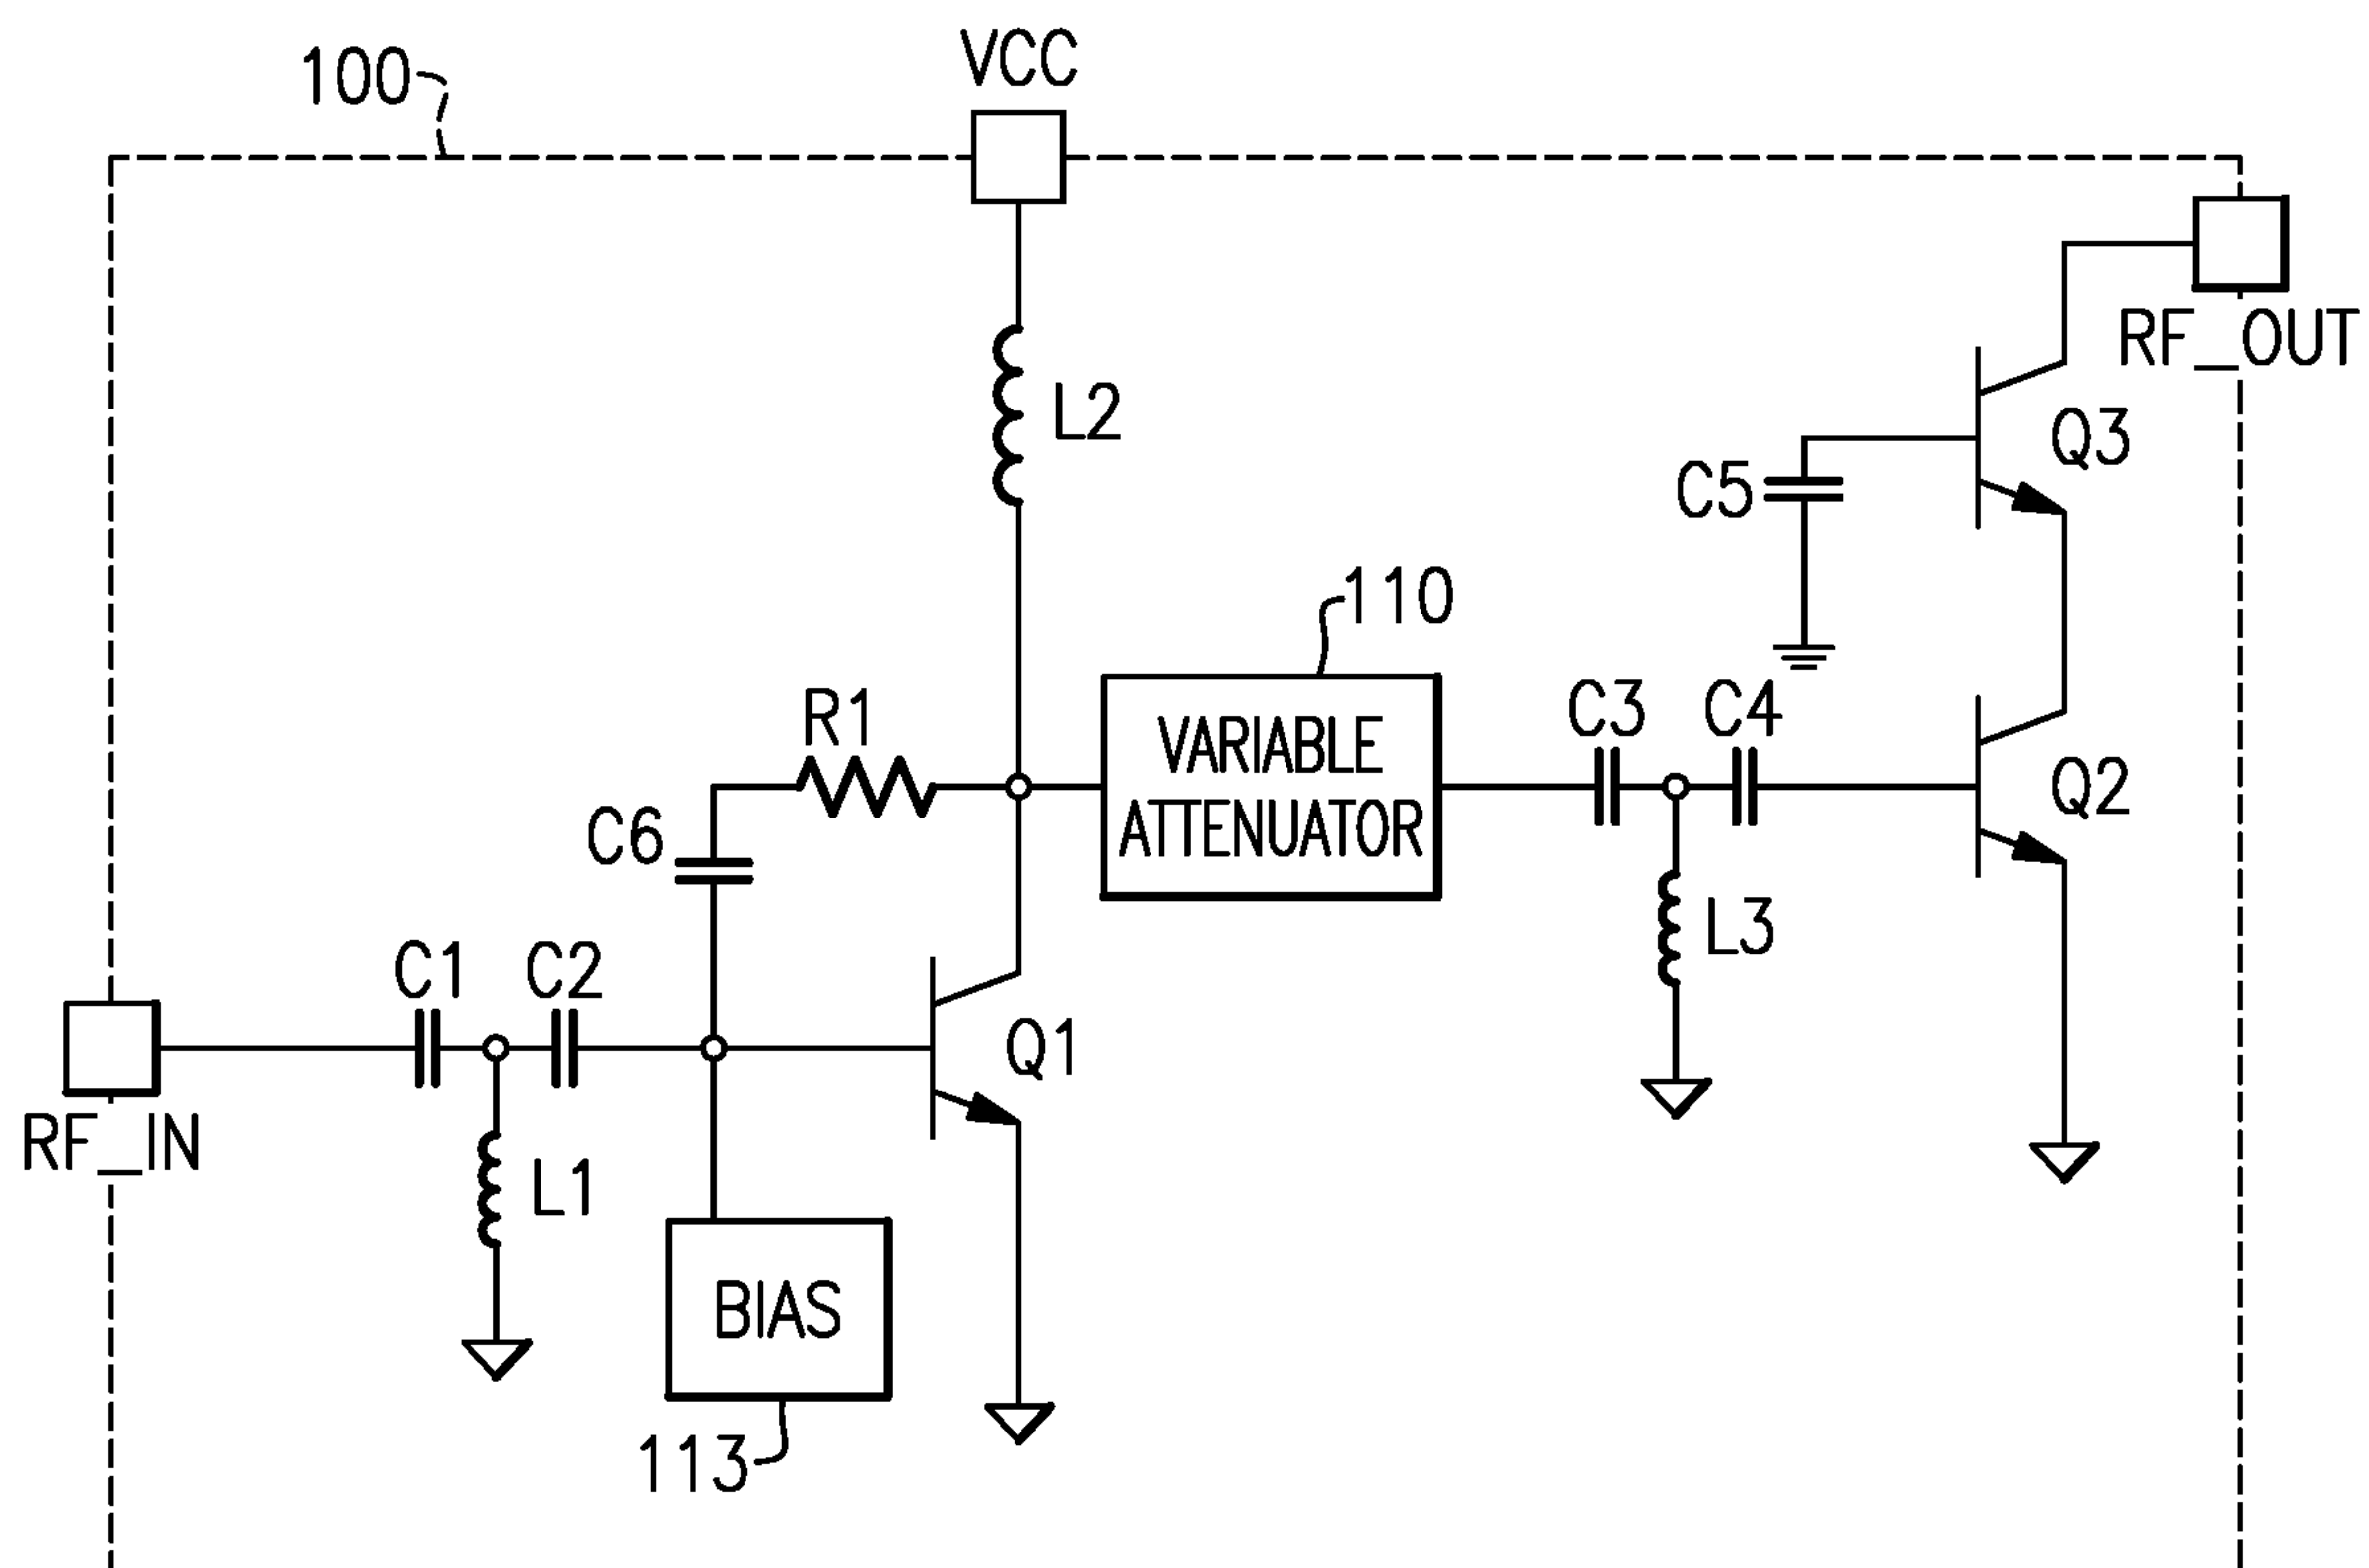 100
VCC
RF_OUT
L2
Q3
C5
110
R1
C3
C4
VARIABLE
ATTENUATOR
Q2
C6
L3
C1
C2
Q1
RF_IN
L1
BIAS
113